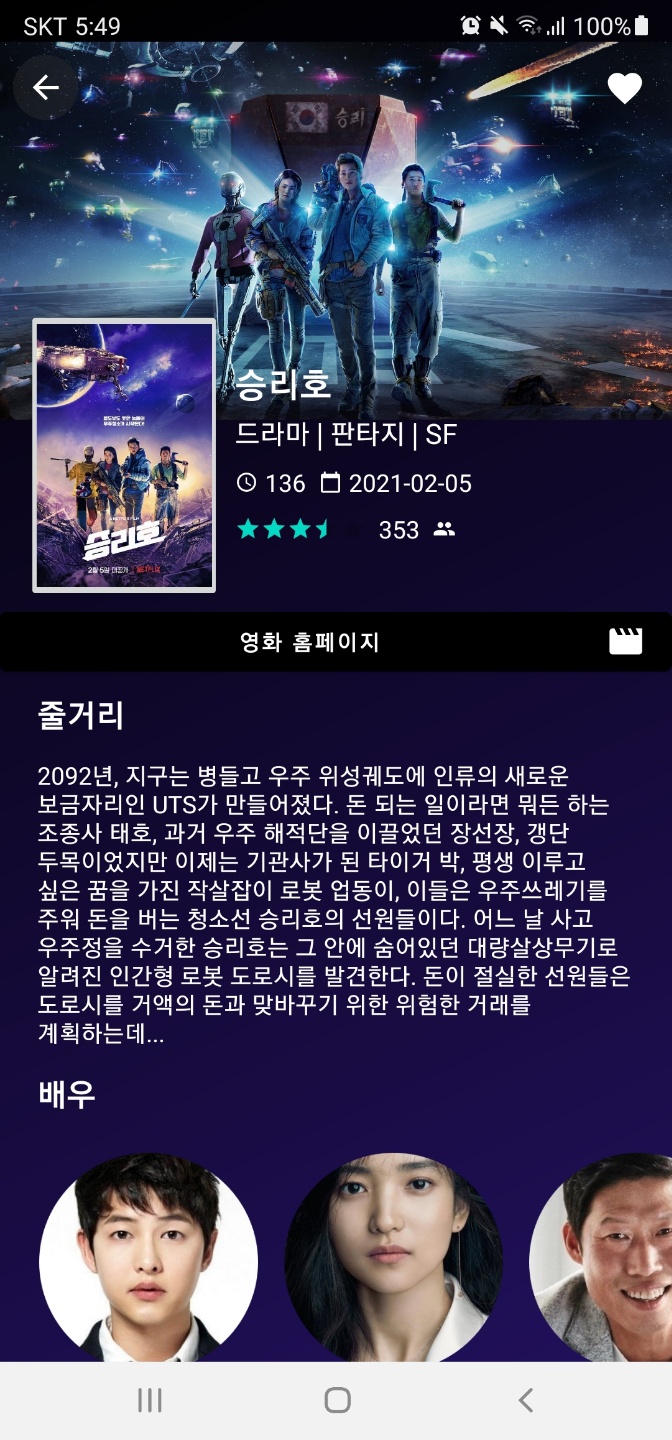 SKT 5:49
100%
승리
승리호
드라마 | 판타지 | SF
136 2021-02-05
353
승리호
영화 홈페이지
줄거리
2092년, 지구는 병들고 우주 위성궤도에 인류의 새로운
보금자리인 UTS가 만들어졌다. 돈 되는 일이라면 뭐든 하는
조종사 태호, 과거 우주 해적단을 이끌었던 장선장, 갱단
두목이었지만 이제는 기관사가 된 타이거 박, 평생 이루고
싶은 꿈을 가진 작살잡이 로봇 업동이, 이들은 우주쓰레기를
주워 돈을 버는 청소선 승리호의 선원들이다. 어느 날 사고
우주정을 수거한 승리호는 그 안에 숨어있던 대량살상무기로
알려진 인간형 로봇 도로시를 발견한다. 돈이 절실한 선원들은
도로시를 거액의 돈과 맞바꾸기 위한 위험한 거래를
계획하는데...
배우